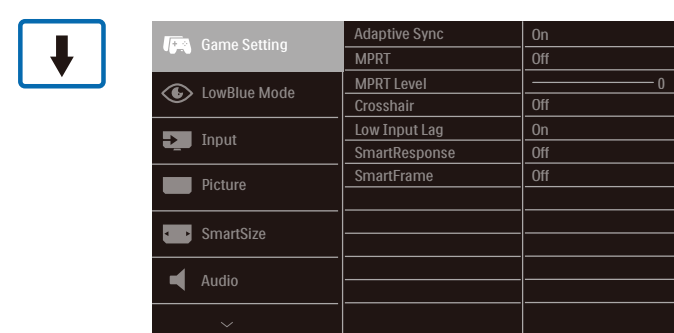 Game Setting
LowBlue Mode
Input
Picture
SmartSize
Audio
Adaptive Sync On
MPRT Off
MPRT Level 0
Crosshair Off
Low Input Lag On
SmartResponse Off
SmartFrame Off